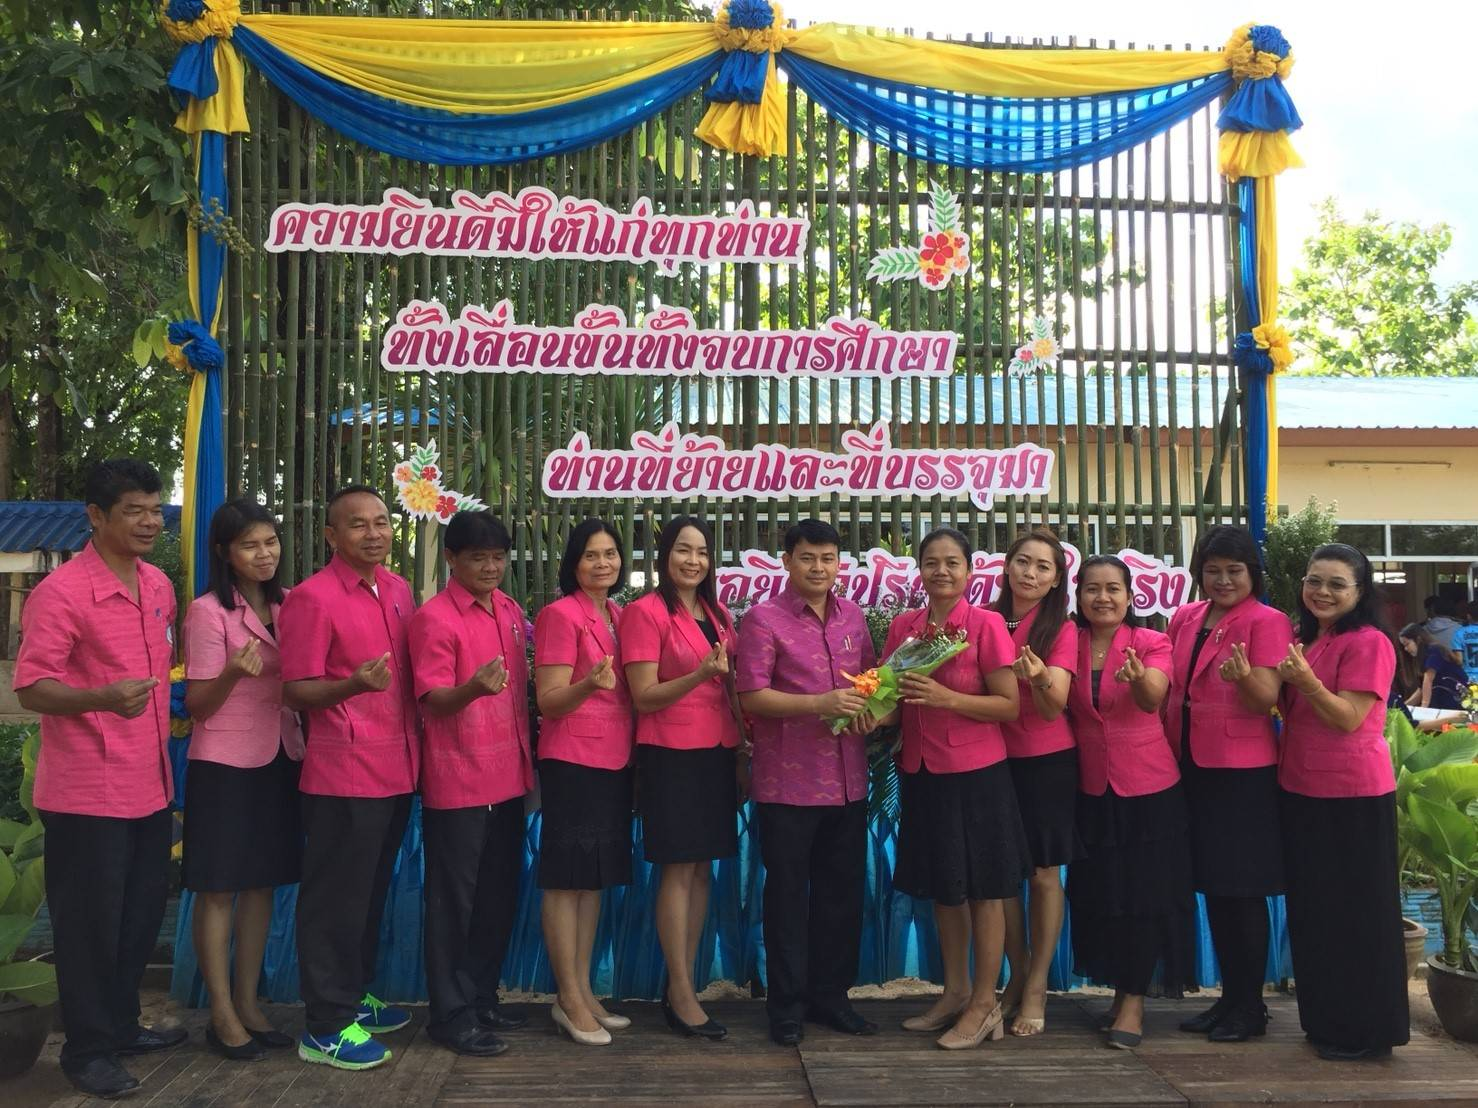 ความยินดีมีให้แก่ทุกท่าน
ทั้งเลื่อนขั้นทั้งจบการศึกษา
ท่านที่ย้ายและที่บรรจุมา